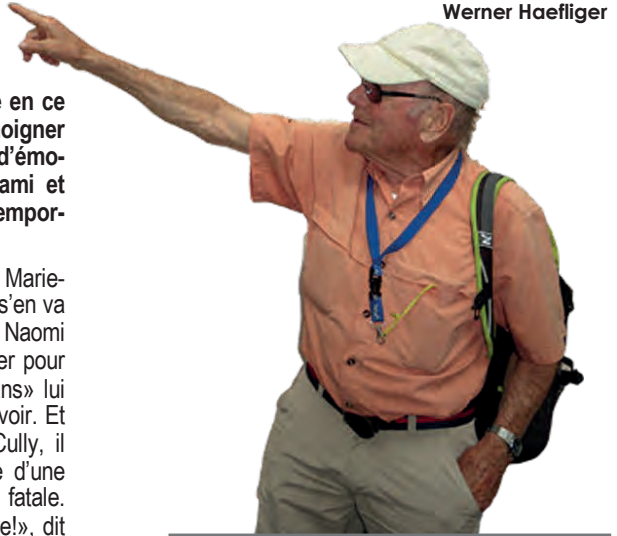 Werner Haefliger
en ce
oigner
d'émo-
ami et
empor-
Marie-
s'en va
Naomi
er pour
ns» lui
voir. Et
Cully, il
d'une
fatale.
e!», dit